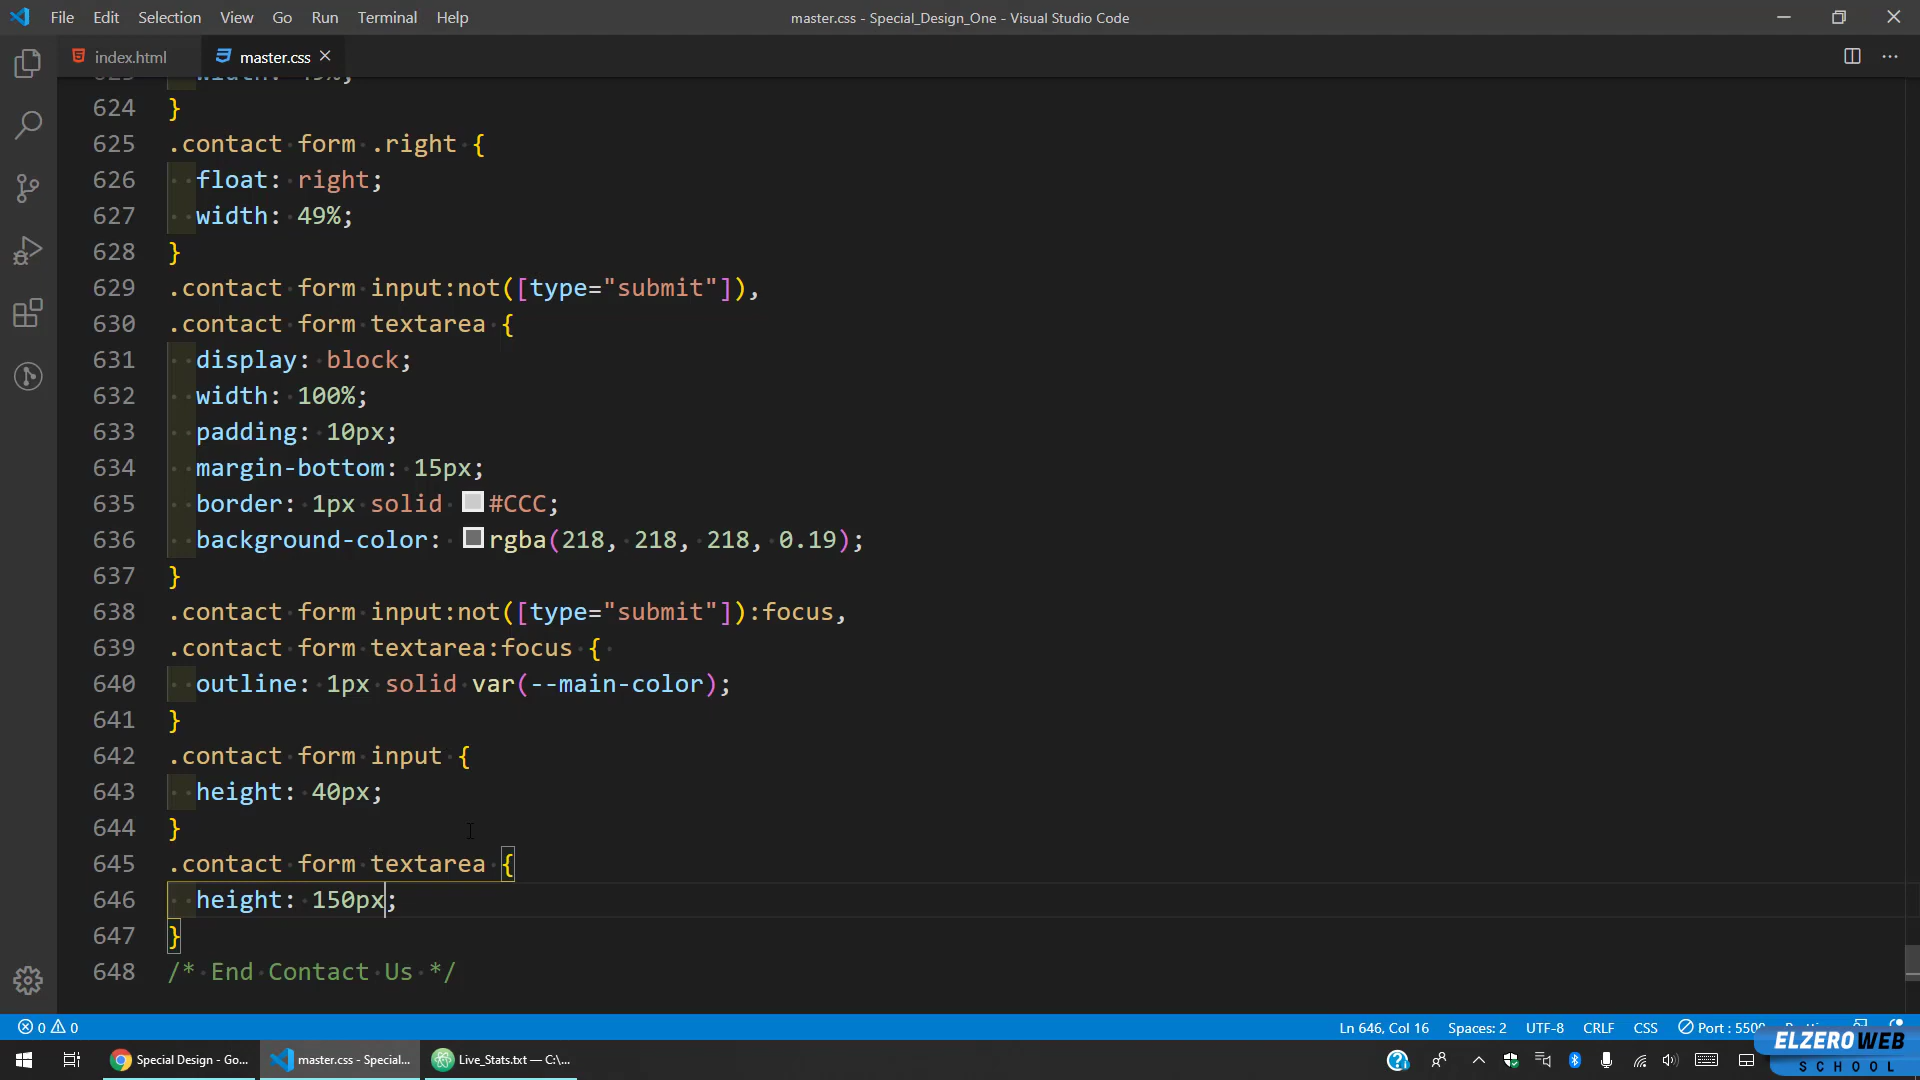 File Edit Selection View Go Run Terminal Help
master.css - Special_Design_One - Visual Studio Code
index.html
master.css
624 }
625 .contact form .right {
626 float: right;
627 width: 49%;
628 }
629 .contact form input:not([type="submit"]),
630 .contact form textarea {
631 display: block;
632 width: 100%;
633 padding: 10px;
634 margin-bottom: 15px;
635 border: 1px solid #CCC;
636 background-color: rgba(218, 218, 218, 0.19);
637 }
638 .contact form input:not([type="submit"]):focus,
639 .contact form textarea:focus {
640 outline: 1px solid var(--main-color);
641 }
642 .contact form input {
643 height: 40px;
644 }
645 .contact form textarea {
646 height: 150px;
647 }
648 /* End Contact Us */
0 0
Ln 646, Col 16 Spaces: 2 UTF-8 CRLF CSS Port : 5500
Special Design - Go...
master.css - Special...
Live_Stats.txt — C:\...
ELZEROWEB
SCHOOL